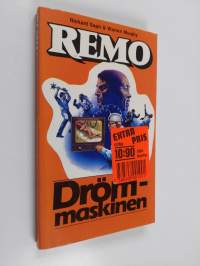 Richard Sapir & Warren Murphy
REMO
EXTRA
PRIS
10:90
Dröm-
maskinen